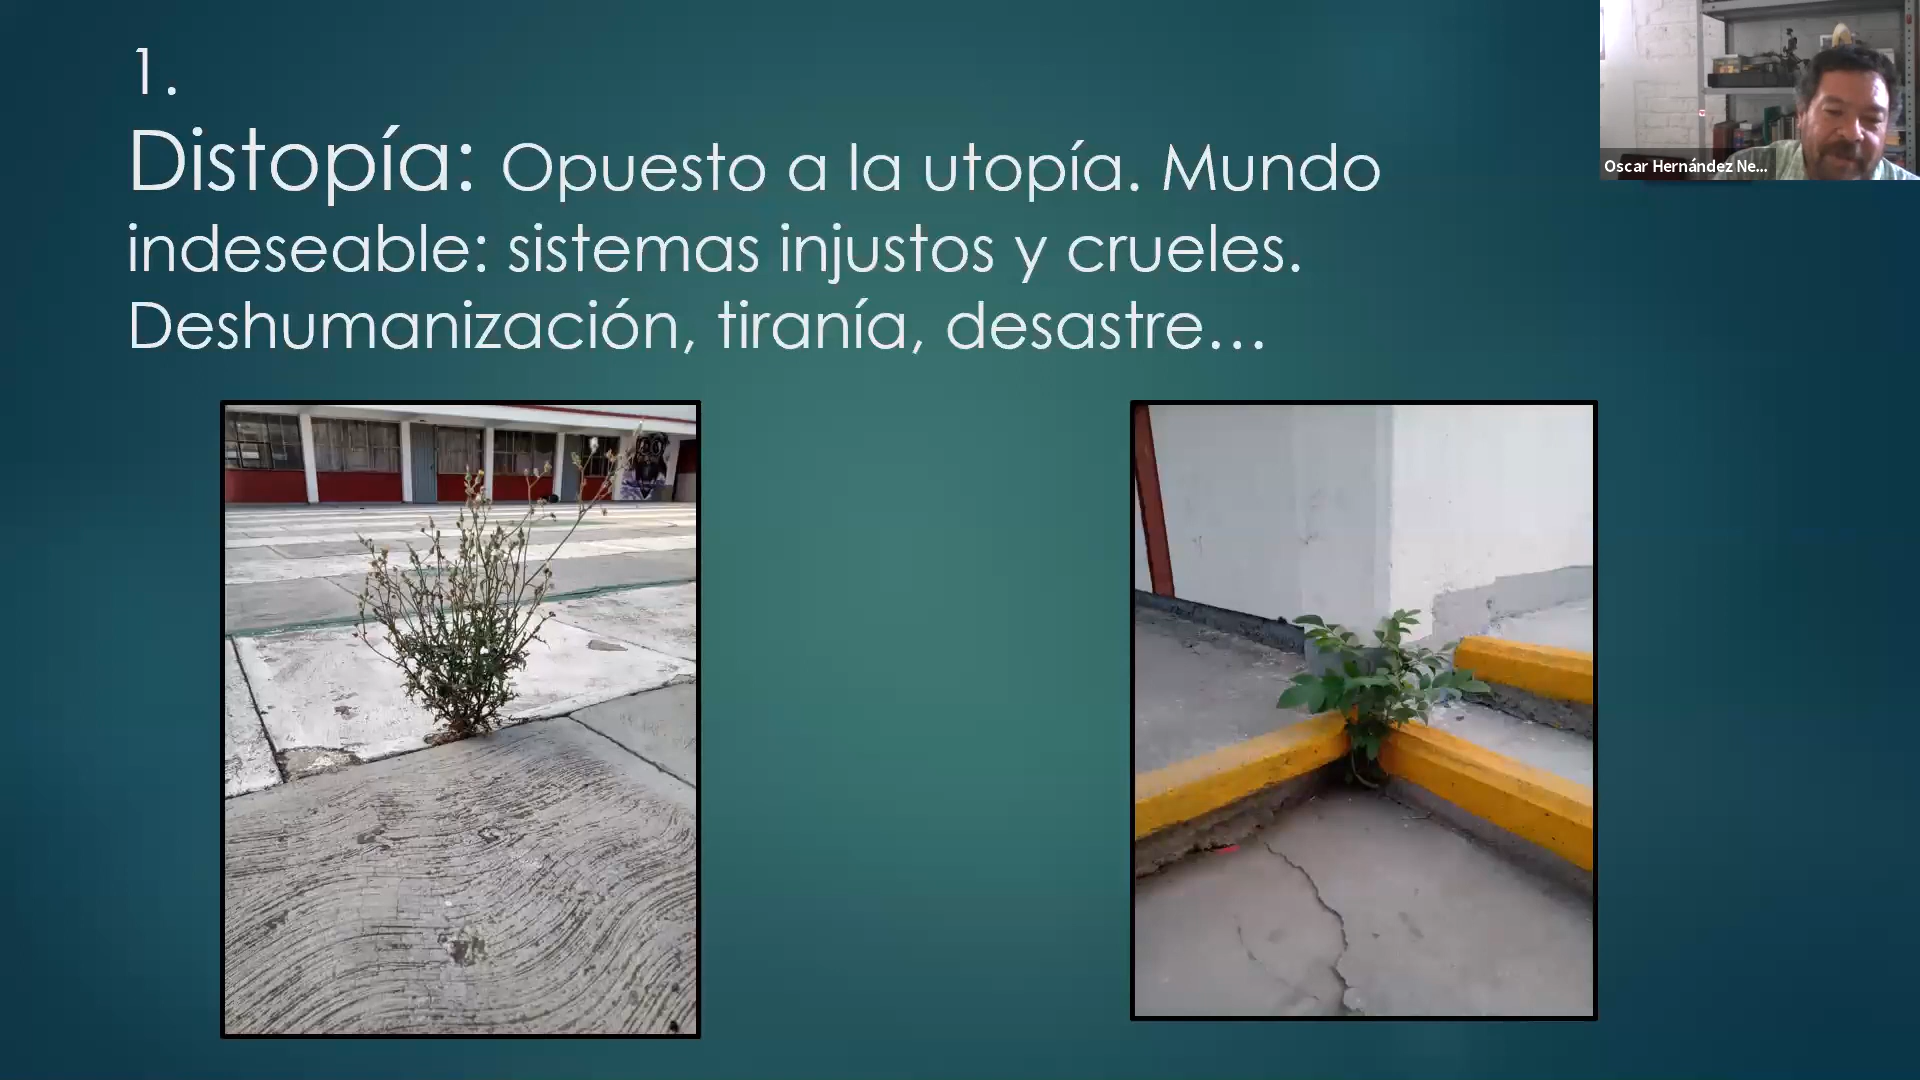 1.
Distopía: Opuesto a la utopía. Mundo
indeseable: sistemas injustos y crueles.
Deshumanización, tiranía, desastre...
Oscar Hernández Ne...